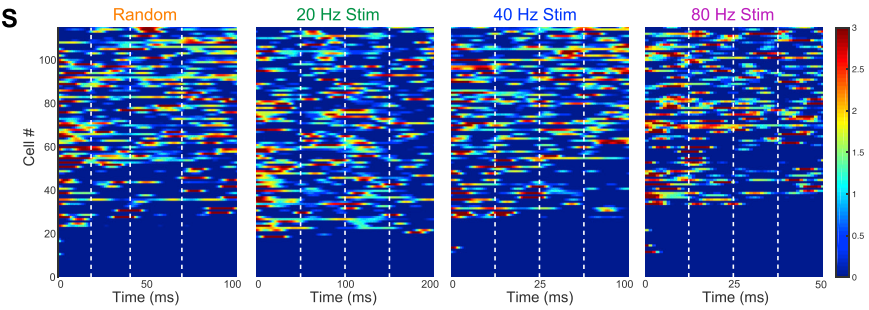 S
Random
20 Hz Stim
40 Hz Stim
80 Hz Stim
Cell #
100
80
60
40
20
0
0 50 100
0 100 200
0 25 100
0 25 50
Time (ms)
Time (ms)
Time (ms)
Time (ms)
3
2.5
2
1.5
1
0.5
0